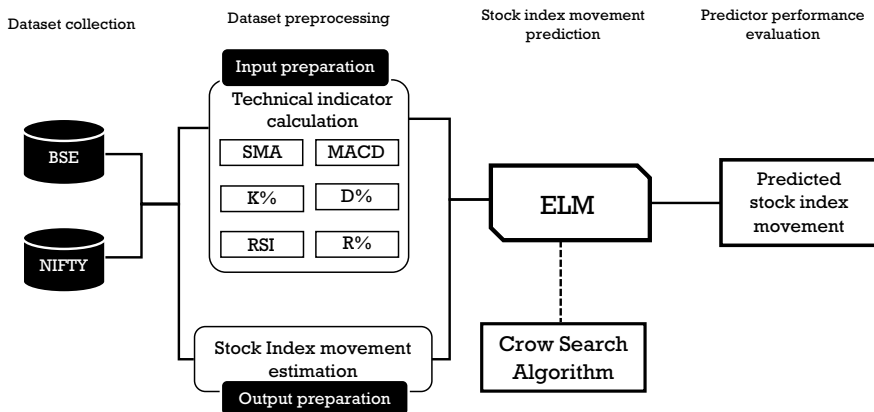 Dataset collection
Dataset preprocessing
Stock index movement
prediction
Predictor performance
evaluation
Input preparation
Technical indicator
calculation
SMA
MACD
K%
D%
RSI
R%
BSE
NIFTY
Stock Index movement
estimation
Output preparation
ELM
Crow Search
Algorithm
Predicted
stock index
movement